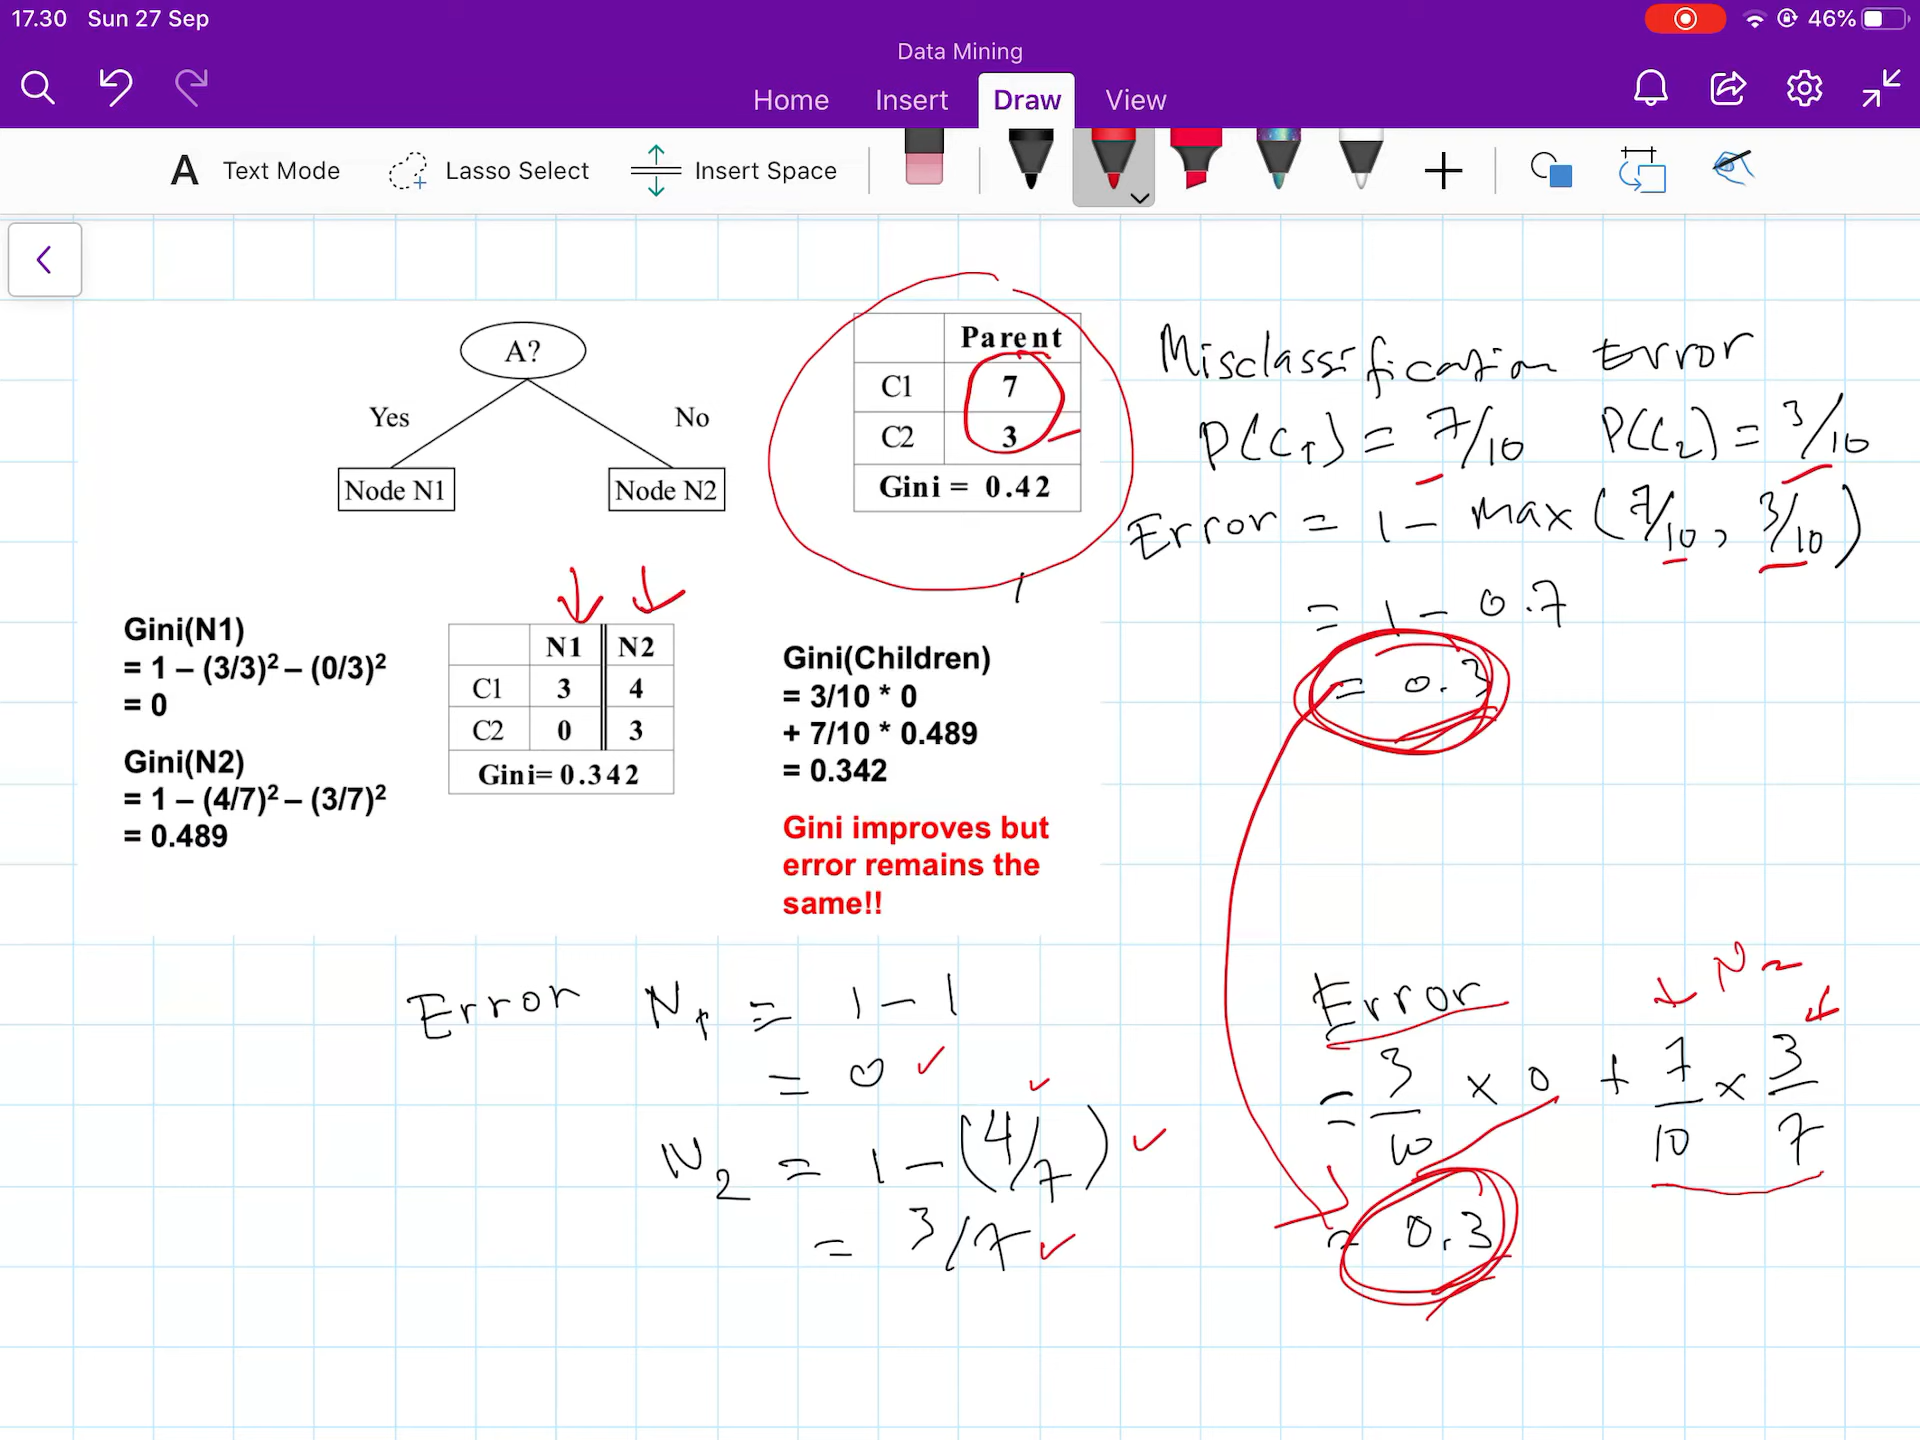 17.30 Sun 27 Sep
46%
Data Mining
Home Insert Draw View
A Text Mode Lasso Select Insert Space
A?
Yes No
Node N1 Node N2
Parent
C1 7
C2 3
Gini = 0.42
Misclassification Error
P(C1) = 7/10 P(C2) = 3/10
Error = 1 - max (7/10, 3/10)
= 1 - 0.7
= 0.3
Gini(N1)
= 1 – (3/3)² – (0/3)²
= 0
Gini(N2)
= 1 – (4/7)² – (3/7)²
= 0.489
N1 N2
C1 3 4
C2 0 3
Gini=0.342
Gini(Children)
= 3/10 * 0
+ 7/10 * 0.489
= 0.342
Gini improves but
error remains the
same!!
Error N1 = 1 - 1
= 0
N2 = 1 - (4/7)
= 3/7
N2
Error
= 3/10 x 0 + 7/10 x 3/7
= 0.3